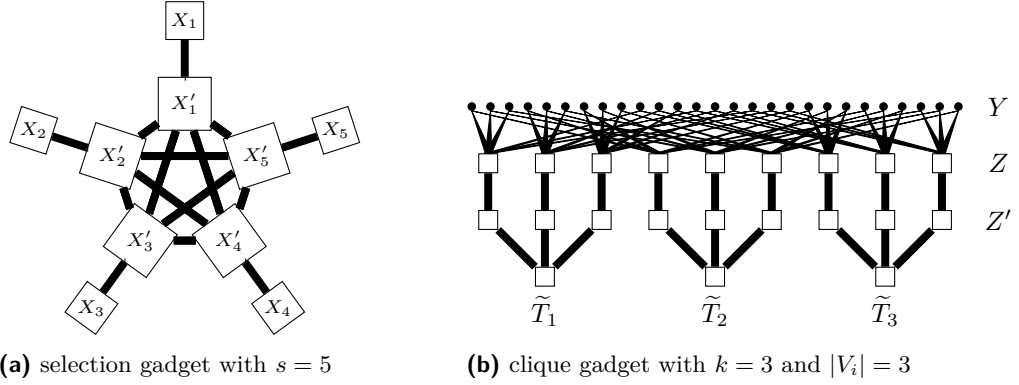 X₁
X′₁
X₂
X′₂
X′₅
X₅
X′₃
X′₄
X₃
X₄
(a) selection gadget with s = 5
Y
Z
Z′
T̃₁ T̃₂ T̃₃
(b) clique gadget with k = 3 and |Vᵢ| = 3